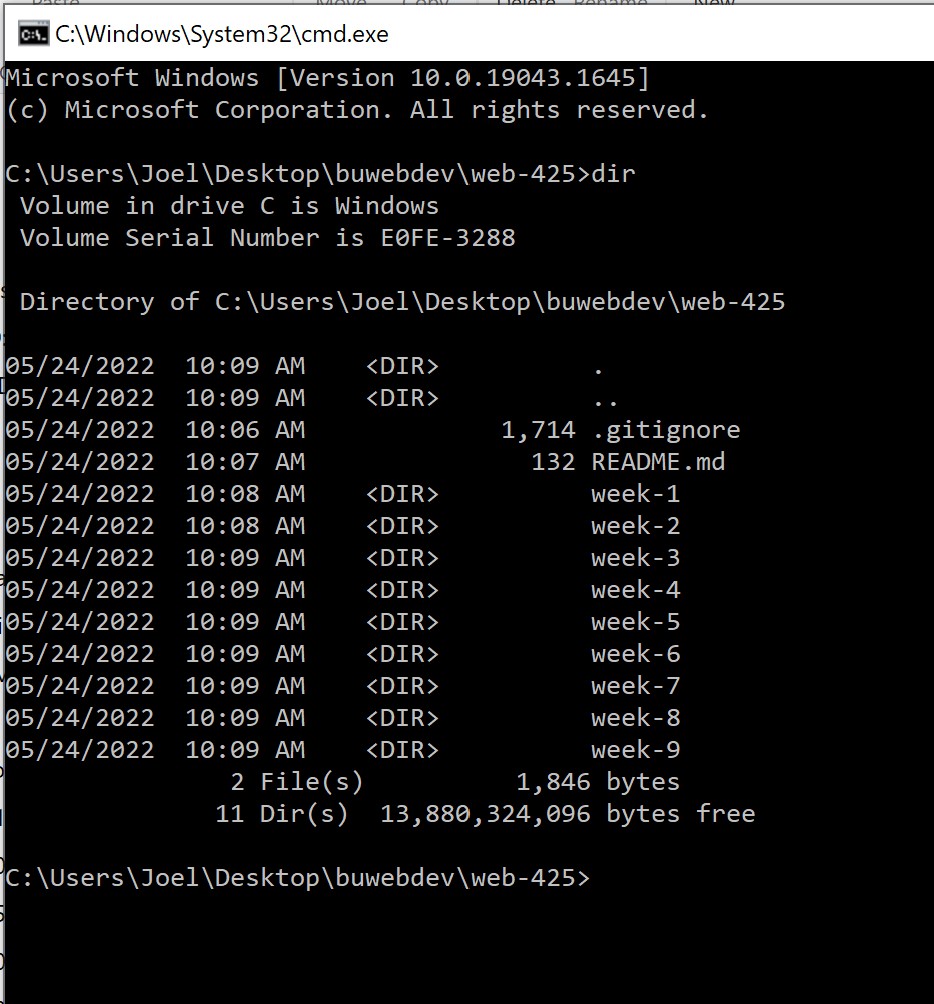 Paste Move Copy Delete Rename New
C:\Windows\System32\cmd.exe
Microsoft Windows [Version 10.0.19043.1645]
(c) Microsoft Corporation. All rights reserved.
C:\Users\Joel\Desktop\buwebdev\web-425>dir
 Volume in drive C is Windows
 Volume Serial Number is E0FE-3288
 Directory of C:\Users\Joel\Desktop\buwebdev\web-425
05/24/2022  10:09 AM    <DIR>          .
05/24/2022  10:09 AM    <DIR>          ..
05/24/2022  10:06 AM             1,714 .gitignore
05/24/2022  10:07 AM               132 README.md
05/24/2022  10:08 AM    <DIR>          week-1
05/24/2022  10:08 AM    <DIR>          week-2
05/24/2022  10:09 AM    <DIR>          week-3
05/24/2022  10:09 AM    <DIR>          week-4
05/24/2022  10:09 AM    <DIR>          week-5
05/24/2022  10:09 AM    <DIR>          week-6
05/24/2022  10:09 AM    <DIR>          week-7
05/24/2022  10:09 AM    <DIR>          week-8
05/24/2022  10:09 AM    <DIR>          week-9
               2 File(s)          1,846 bytes
              11 Dir(s)  13,880,324,096 bytes free
C:\Users\Joel\Desktop\buwebdev\web-425>